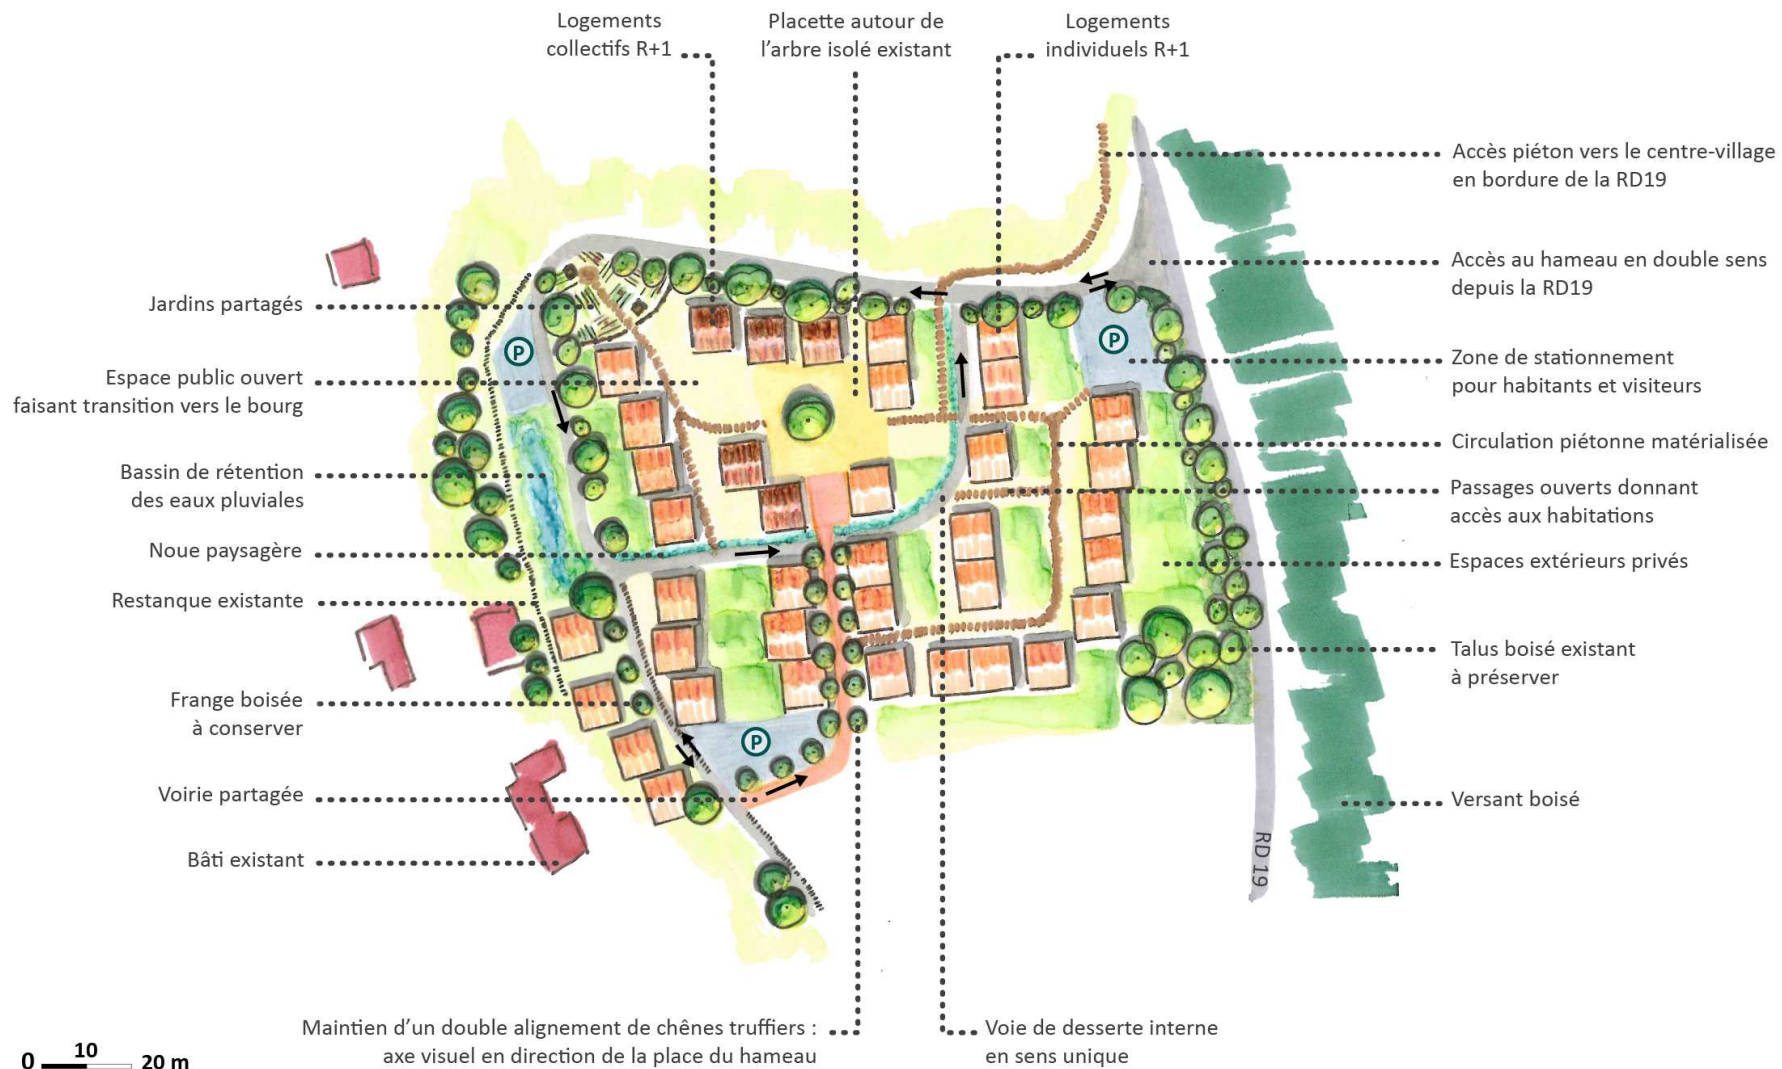 Logements
collectifs R+1
Placette autour de
l’arbre isolé existant
Logements
individuels R+1
Accès piéton vers le centre-village
en bordure de la RD19
Accès au hameau en double sens
depuis la RD19
Zone de stationnement
pour habitants et visiteurs
Circulation piétonne matérialisée
Passages ouverts donnant
accès aux habitations
Espaces extérieurs privés
Talus boisé existant
à préserver
Versant boisé
Jardins partagés
Espace public ouvert
faisant transition vers le bourg
Bassin de rétention
des eaux pluviales
Noue paysagère
Restanque existante
Frange boisée
à conserver
Voirie partagée
Bâti existant
P
P
P
RD 19
Maintien d’un double alignement de chênes truffiers :
axe visuel en direction de la place du hameau
Voie de desserte interne
en sens unique
0 10 20 m